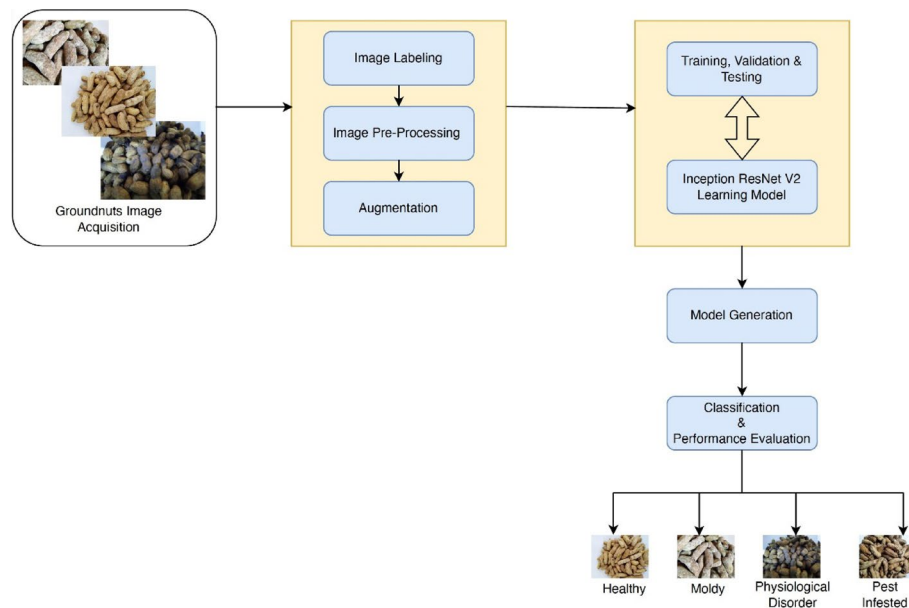 Groundnuts Image
Acquisition
Image Labeling
Image Pre-Processing
Augmentation
Training, Validation &
Testing
Inception ResNet V2
Learning Model
Model Generation
Classification
&
Performance Evaluation
Healthy
Moldy
Physiological
Disorder
Pest
Infested